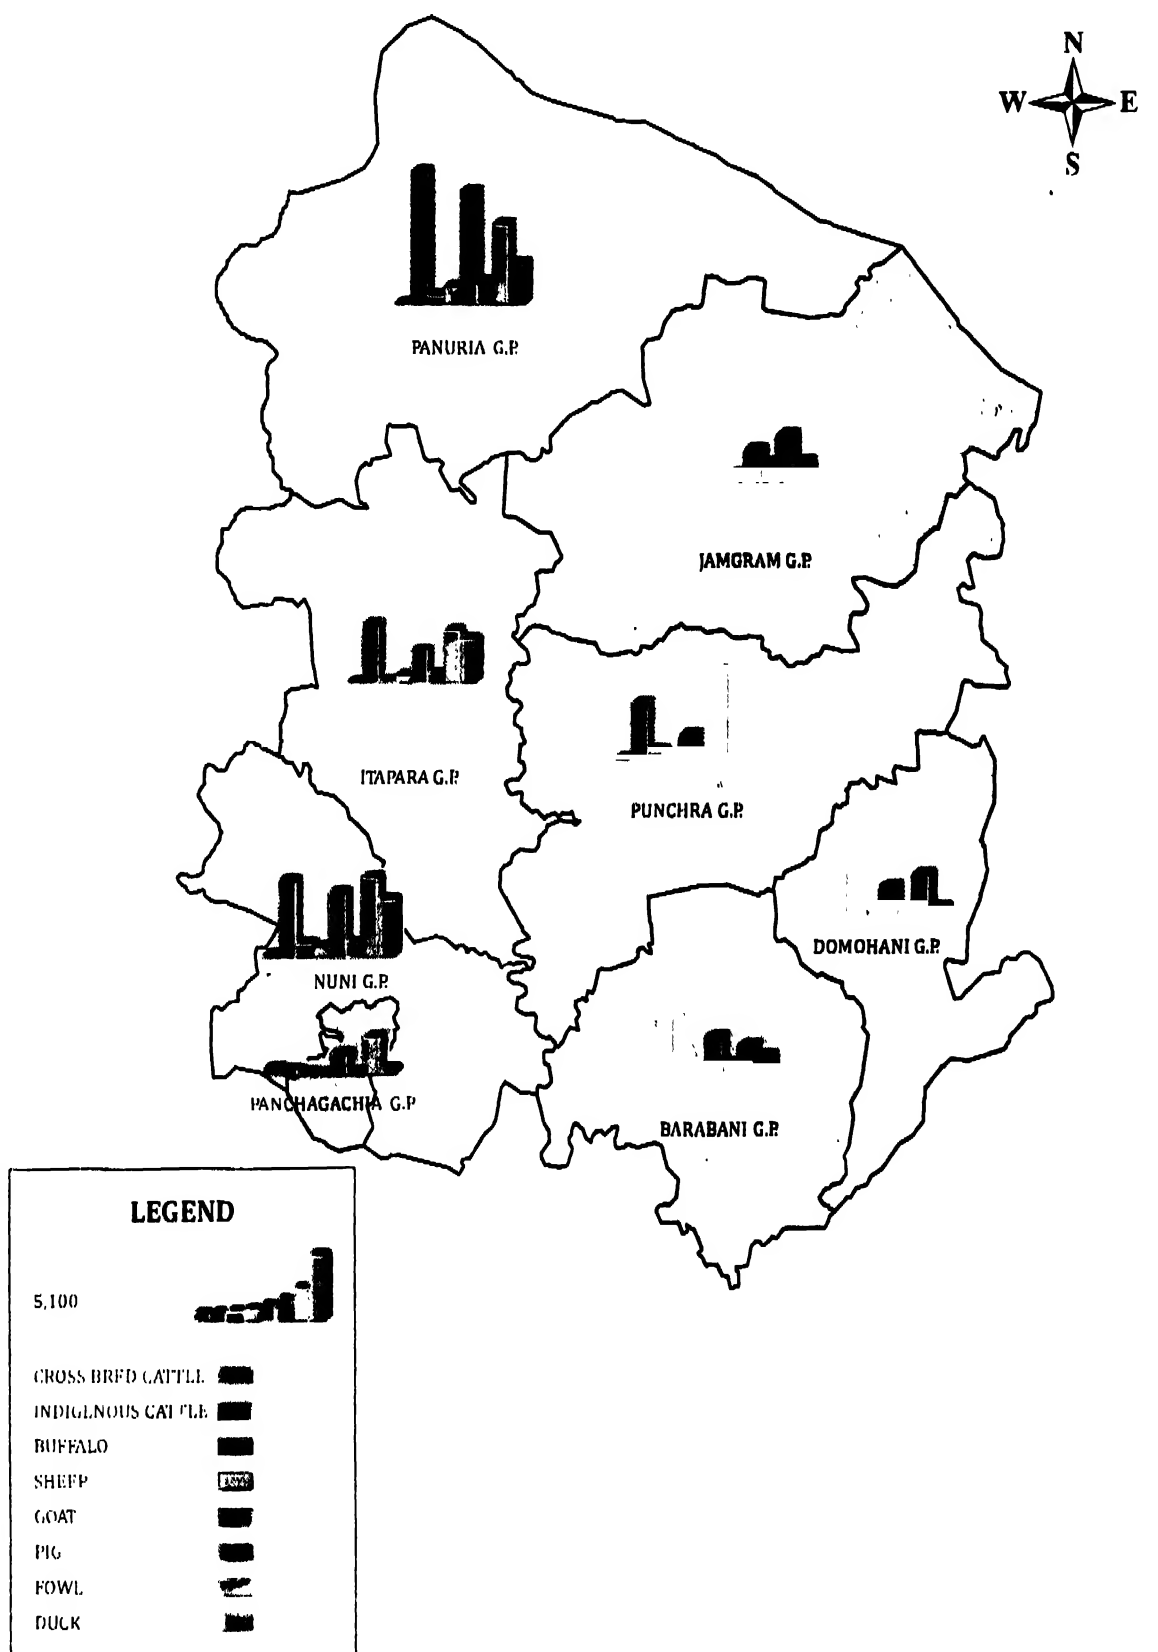 N
W E
S
PANURIA G.P.
JAMGRAM G.P.
ITAPARA G.P.
PUNCHRA G.P.
DOMOHANI G.P.
NUNI G.P.
PANCHAGACHIA G.P
BARABANI G.P.
LEGEND
5,100
CROSS BRED CATTLE
INDIGENOUS CATTLE
BUFFALO
SHEEP
GOAT
PIG
FOWL
DUCK